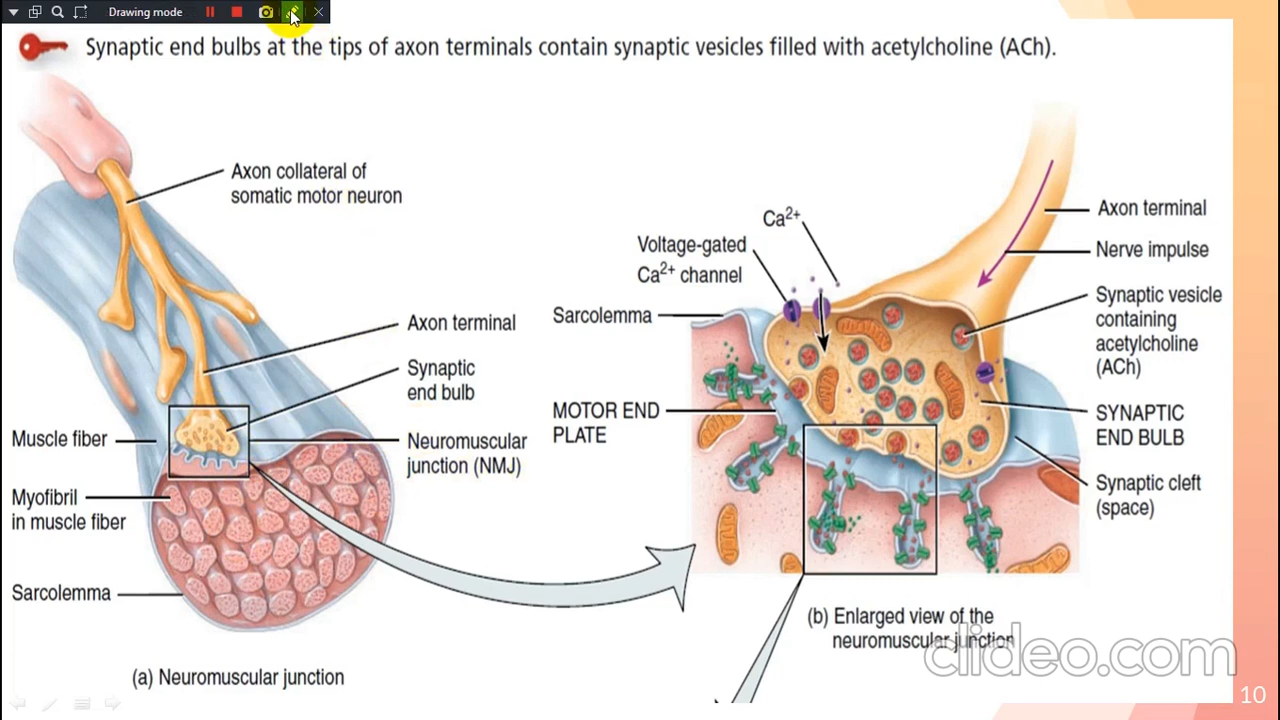 Drawing mode
Synaptic end bulbs at the tips of axon terminals contain synaptic vesicles filled with acetylcholine (ACh).
Axon collateral of
somatic motor neuron
Axon terminal
Synaptic
end bulb
Neuromuscular
junction (NMJ)
Muscle fiber
Myofibril
in muscle fiber
Sarcolemma
(a) Neuromuscular junction
Ca2+
Voltage-gated
Ca2+ channel
Sarcolemma
MOTOR END
PLATE
Axon terminal
Nerve impulse
Synaptic vesicle
containing
acetylcholine
(ACh)
SYNAPTIC
END BULB
Synaptic cleft
(space)
(b) Enlarged view of the
neuromuscular junction
clideo.com
10